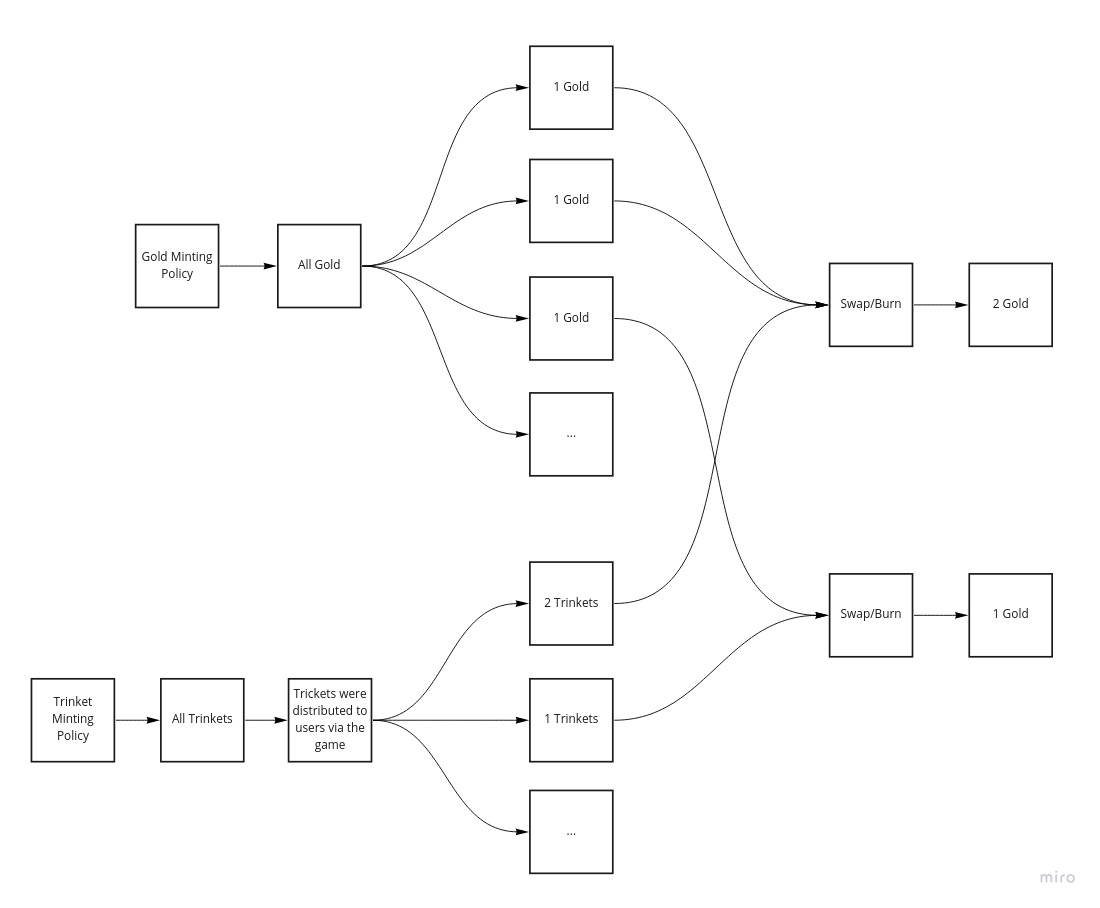 1 Gold
1 Gold
Gold Minting
Policy
All Gold
1 Gold
Swap/Burn
2 Gold
...
2 Trinkets
Swap/Burn
1 Gold
Trinket
Minting
Policy
All Trinkets
Trickets were
distributed to
users via the
game
1 Trinkets
...
miro